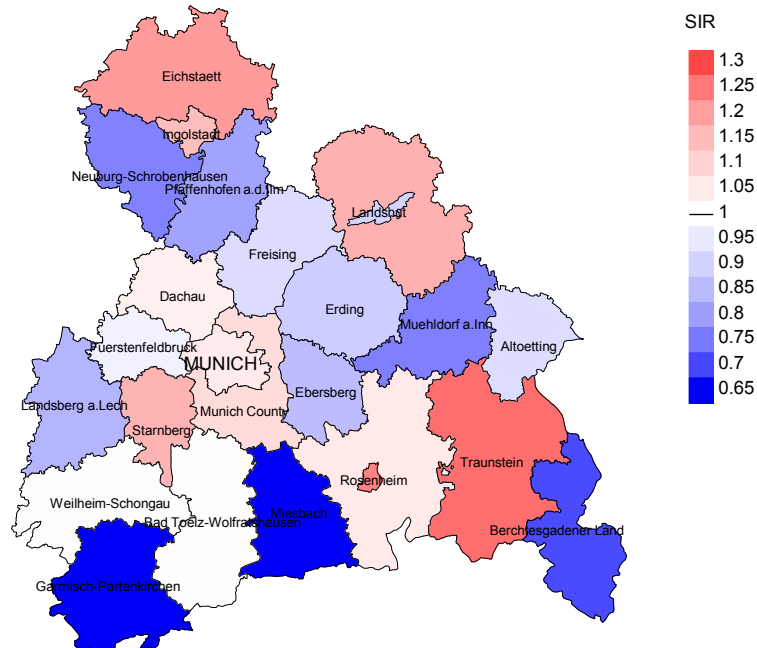 SIR
1.3
1.25
1.2
1.15
1.1
1.05
1
0.95
0.9
0.85
0.8
0.75
0.7
0.65
Eichstaett
Ingolstadt
Neuburg-Schrobenhausen
Pfaffenhofen a.d.Ilm
Landshut
Freising
Dachau
Erding
Muehldorf a.Inn
Altoetting
Fuerstenfeldbruck
MUNICH
Ebersberg
Landsberg a.Lech
Munich County
Starnberg
Traunstein
Rosenheim
Weilheim-Schongau
Miesbach
Bad Toelz-Wolfratshausen
Berchtesgadener Land
Garmisch Partenkirchen